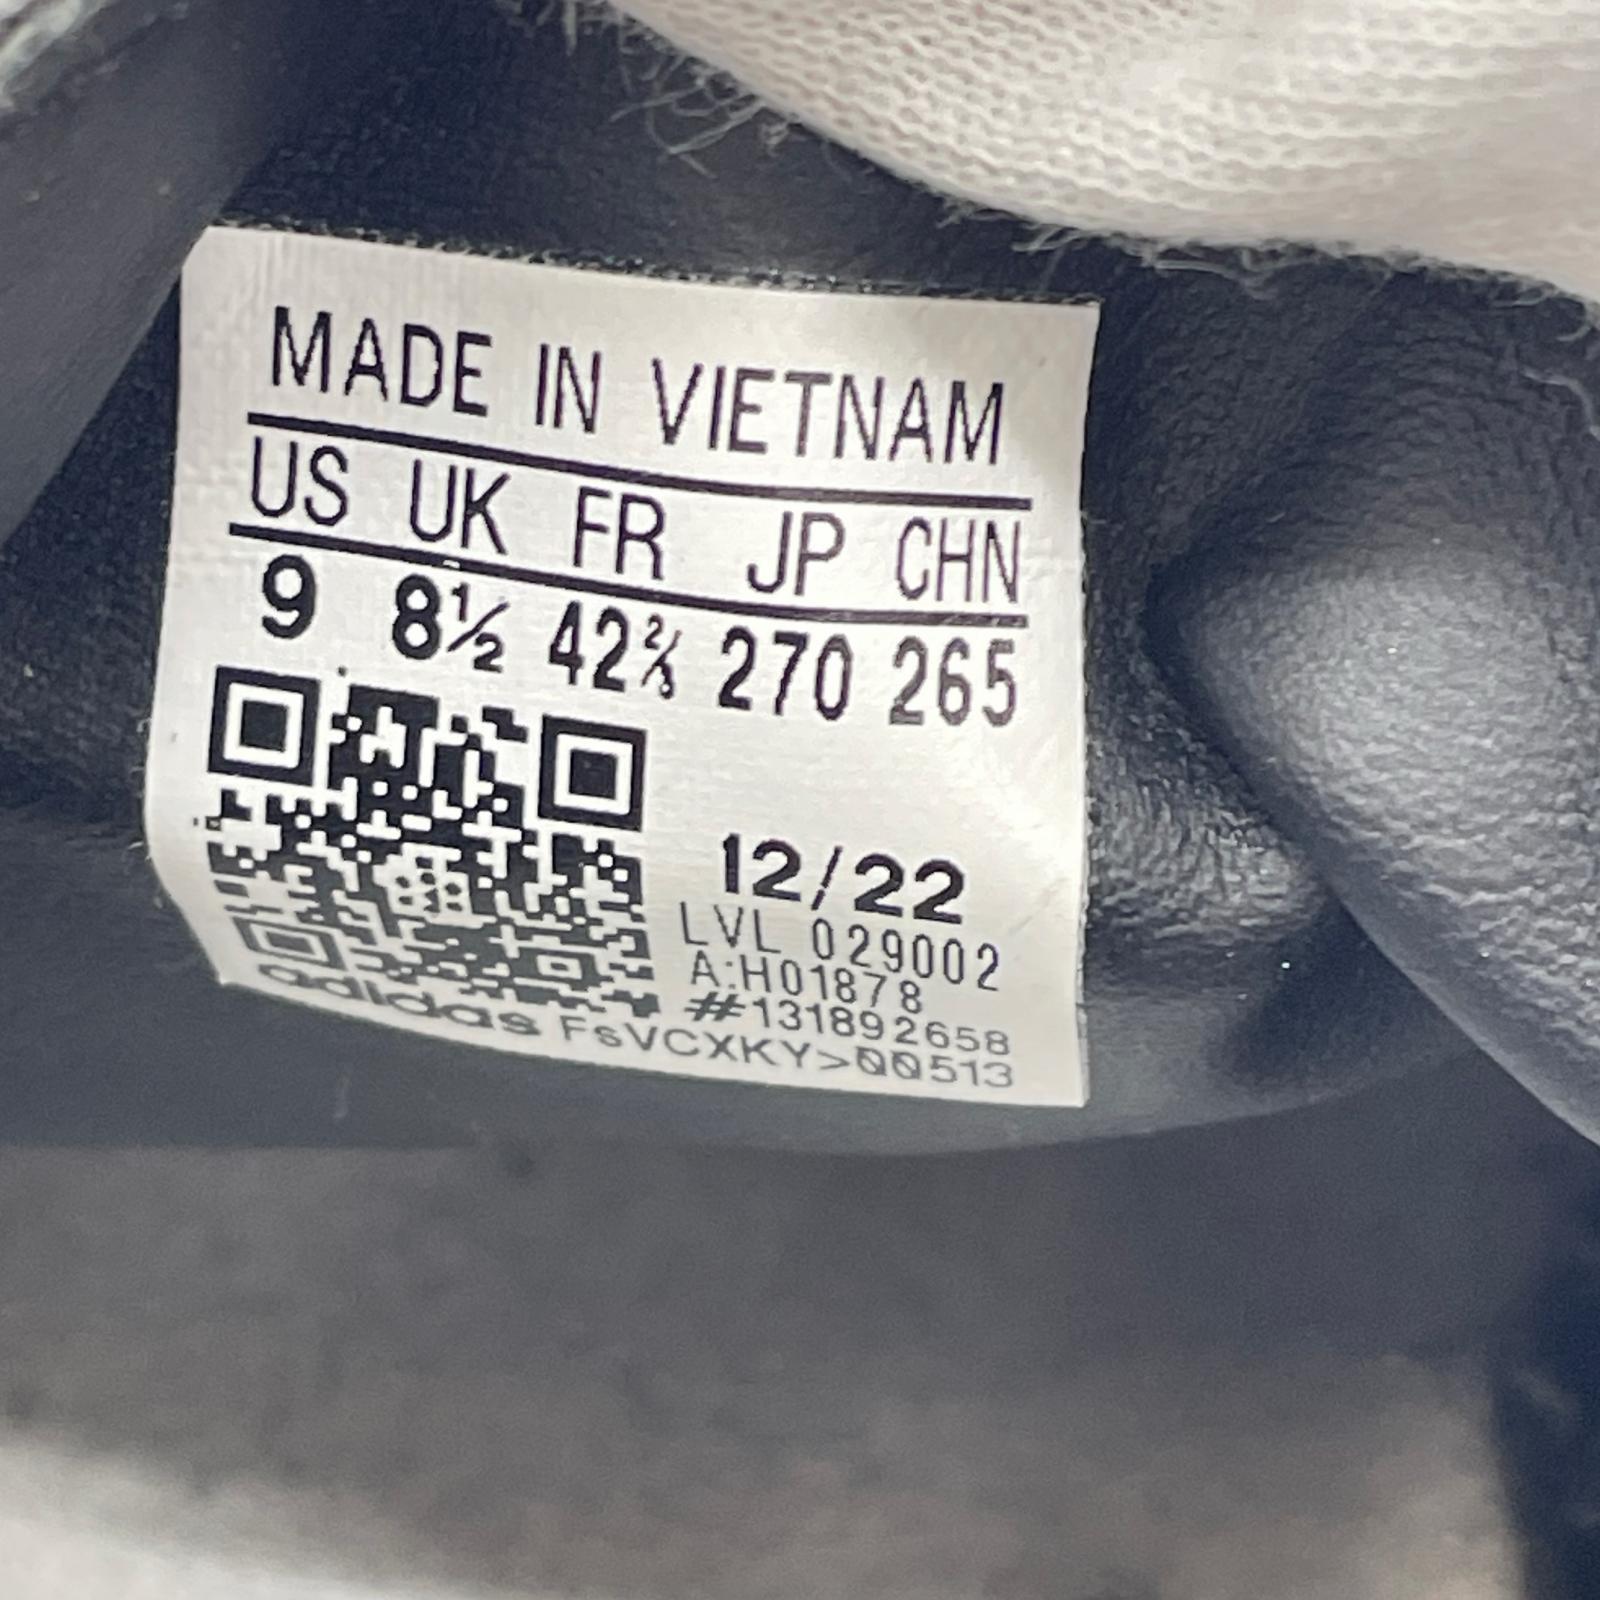 MADE IN VIETNAM
US UK FR JP CHN
9 8½ 42⅔ 270 265
12/22
LVL 029002
A:H01878
#131892658
adidas FsVCXKY>00513